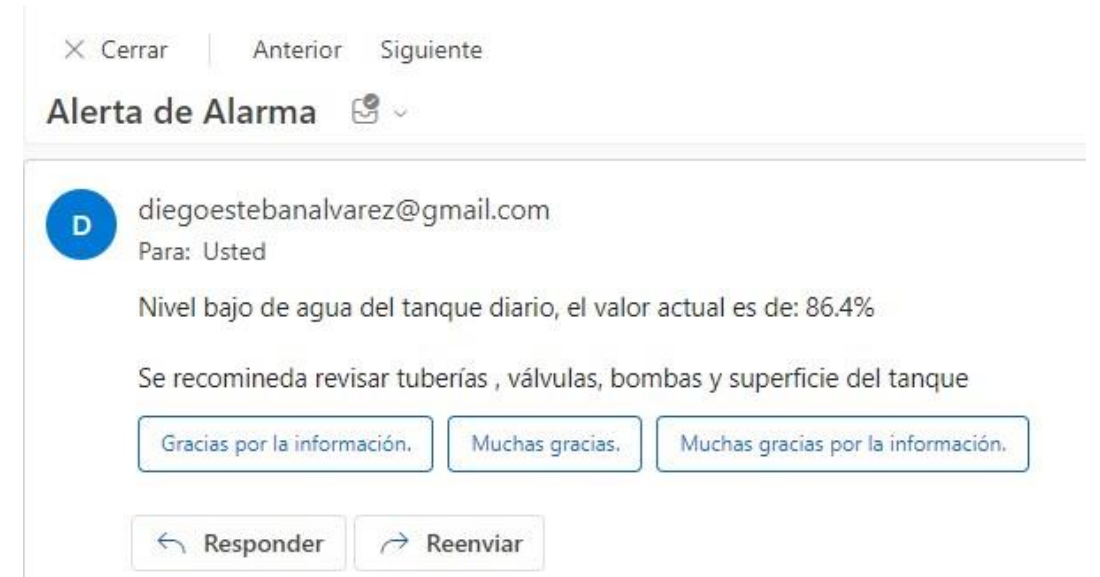 Cerrar Anterior Siguiente
Alerta de Alarma
D
diegoestebanalvarez@gmail.com
Para: Usted
Nivel bajo de agua del tanque diario, el valor actual es de: 86.4%
Se recomineda revisar tuberías , válvulas, bombas y superficie del tanque
Gracias por la información. Muchas gracias. Muchas gracias por la información.
Responder Reenviar